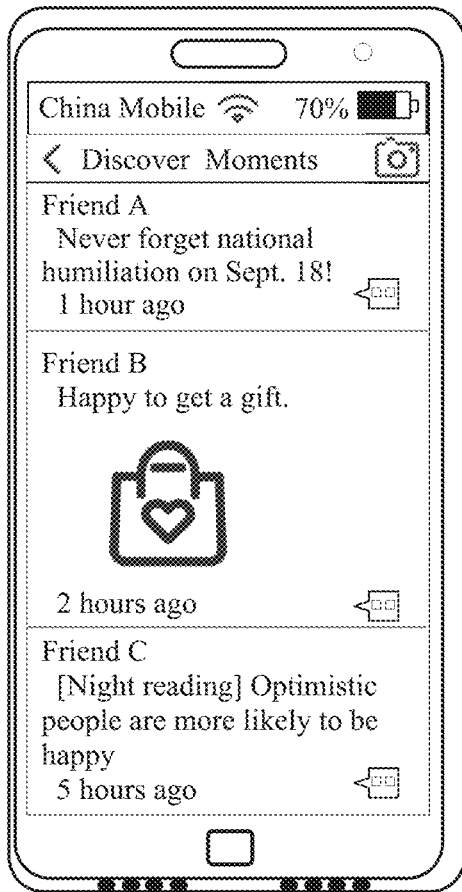 China Mobile 70%
Discover Moments
Friend A
Never forget national
humiliation on Sept. 18!
1 hour ago
Friend B
Happy to get a gift.
2 hours ago
Friend C
[Night reading] Optimistic
people are more likely to be
happy
5 hours ago